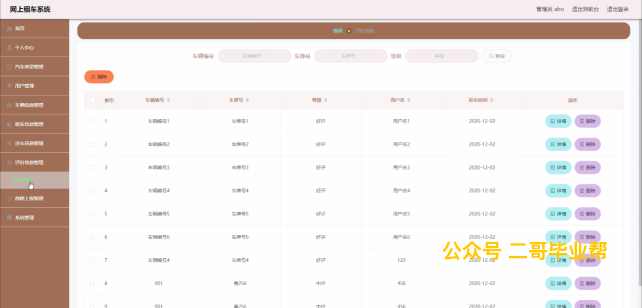 网上租车系统
管理员 abo 退出到前台 退出登录
首页
个人中心
汽车类型管理
用户管理
车辆信息管理
租车信息管理
还车信息管理
评价信息管理
故障上报管理
系统管理
首页 评价信息
车辆编号 车辆编号 车牌号 车牌号 等级 等级 查询
删除
索引 车辆编号 车牌号 等级 用户名 发布时间 操作
1 车辆编号1 车牌号1 好评 用户名1 2020-12-02 详情 删除
2 车辆编号2 车牌号2 好评 用户名2 2020-12-02 详情 删除
3 车辆编号3 车牌号3 好评 用户名3 2020-12-02 详情 删除
4 车辆编号4 车牌号4 好评 用户名4 2020-12-02 详情 删除
5 车辆编号5 车牌号5 好评 用户名5 2020-12-02 详情 删除
6 车辆编号6 车牌号6 好评 用户名6 2020-12-02 详情 删除
公众号 二哥毕业帮
7 车辆编号4 车牌号4 好评 123 2020-12-02 详情 删除
8 001 粤256 中评 456 2020-12-02 详情 删除
9 001 粤256 中评 456 2020-12-02 详情 删除